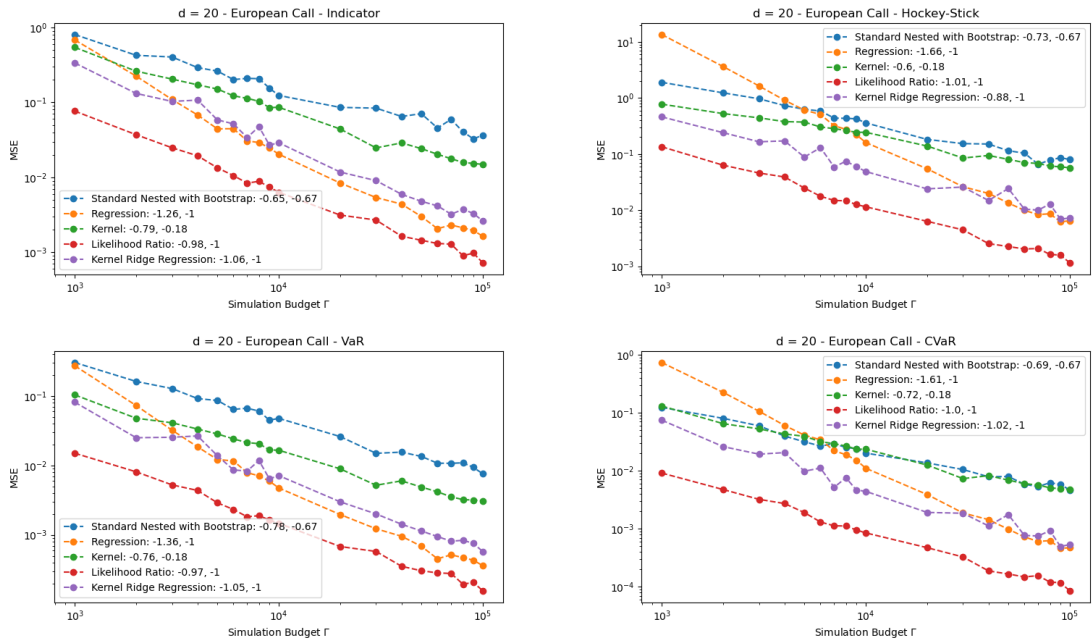 d = 20 - European Call - Indicator
10⁰
10⁻¹
10⁻²
10⁻³
MSE
Standard Nested with Bootstrap: -0.65, -0.67
Regression: -1.26, -1
Kernel: -0.79, -0.18
Likelihood Ratio: -0.98, -1
Kernel Ridge Regression: -1.06, -1
10³
10⁴
10⁵
Simulation Budget Γ
d = 20 - European Call - Hockey-Stick
10¹
10⁰
10⁻¹
10⁻²
10⁻³
MSE
Standard Nested with Bootstrap: -0.73, -0.67
Regression: -1.66, -1
Kernel: -0.6, -0.18
Likelihood Ratio: -1.01, -1
Kernel Ridge Regression: -0.88, -1
10³
10⁴
10⁵
Simulation Budget Γ
d = 20 - European Call - VaR
10⁻¹
10⁻²
10⁻³
MSE
Standard Nested with Bootstrap: -0.78, -0.67
Regression: -1.36, -1
Kernel: -0.76, -0.18
Likelihood Ratio: -0.97, -1
Kernel Ridge Regression: -1.05, -1
10³
10⁴
10⁵
Simulation Budget Γ
d = 20 - European Call - CVaR
10⁰
10⁻¹
10⁻²
10⁻³
10⁻⁴
MSE
Standard Nested with Bootstrap: -0.69, -0.67
Regression: -1.61, -1
Kernel: -0.72, -0.18
Likelihood Ratio: -1.0, -1
Kernel Ridge Regression: -1.02, -1
10³
10⁴
10⁵
Simulation Budget Γ